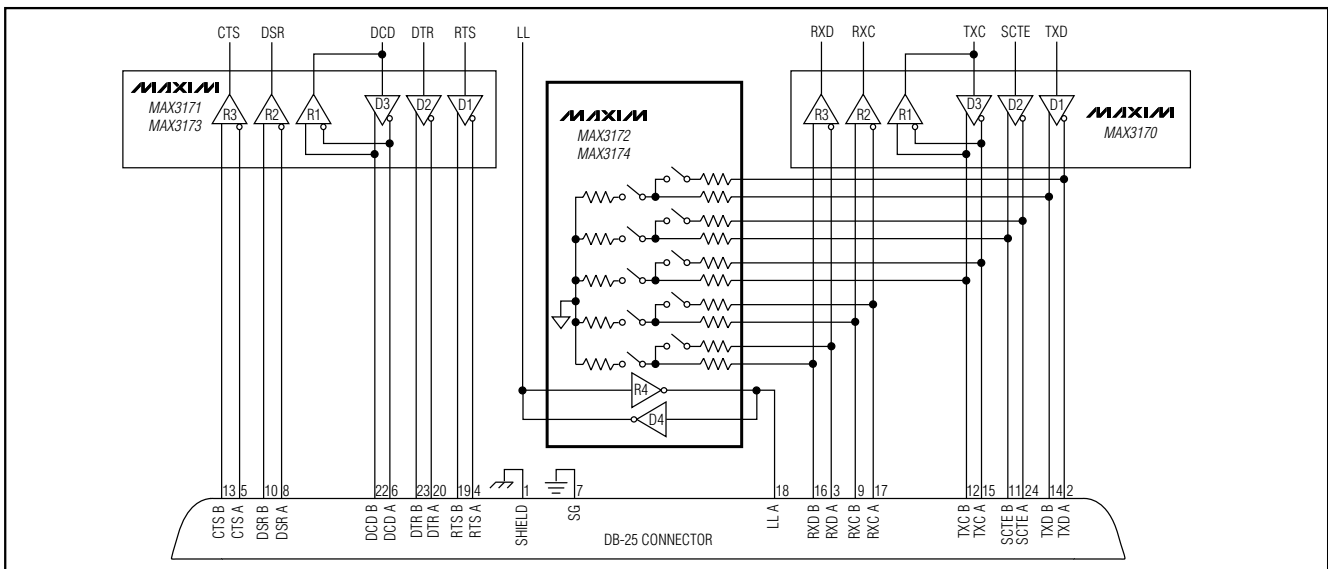 CTS DSR DCD DTR RTS LL RXD RXC TXC SCTE TXD
MAXIM
MAX3171
MAX3173
R3 R2 R1 D3 D2 D1
MAXIM
MAX3172
MAX3174
R3 R2 R1 D3 D2 D1
MAXIM
MAX3170
R4
D4
13 5 10 8 22 6 23 20 19 4 1 7 18 16 3 9 17 12 15 11 24 14 2
CTS B
CTS A
DSR B
DSR A
DCD B
DCD A
DTR B
DTR A
RTS B
RTS A
SHIELD
SG
LL A
RXD B
RXD A
RXC B
RXC A
TXC B
TXC A
SCTE B
SCTE A
TXD B
TXD A
DB-25 CONNECTOR